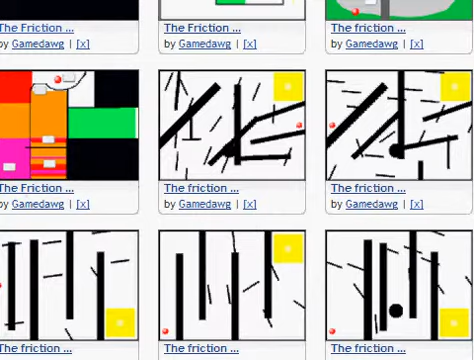 The Friction ... The Friction ... The Friction ...
by Gamedawg | [x] by Gamedawg | [x] by Gamedawg | [x]
The Friction ... The friction ... The friction ...
by Gamedawg | [x] by Gamedawg | [x] by Gamedawg | [x]
The friction ... The friction ... The friction ...